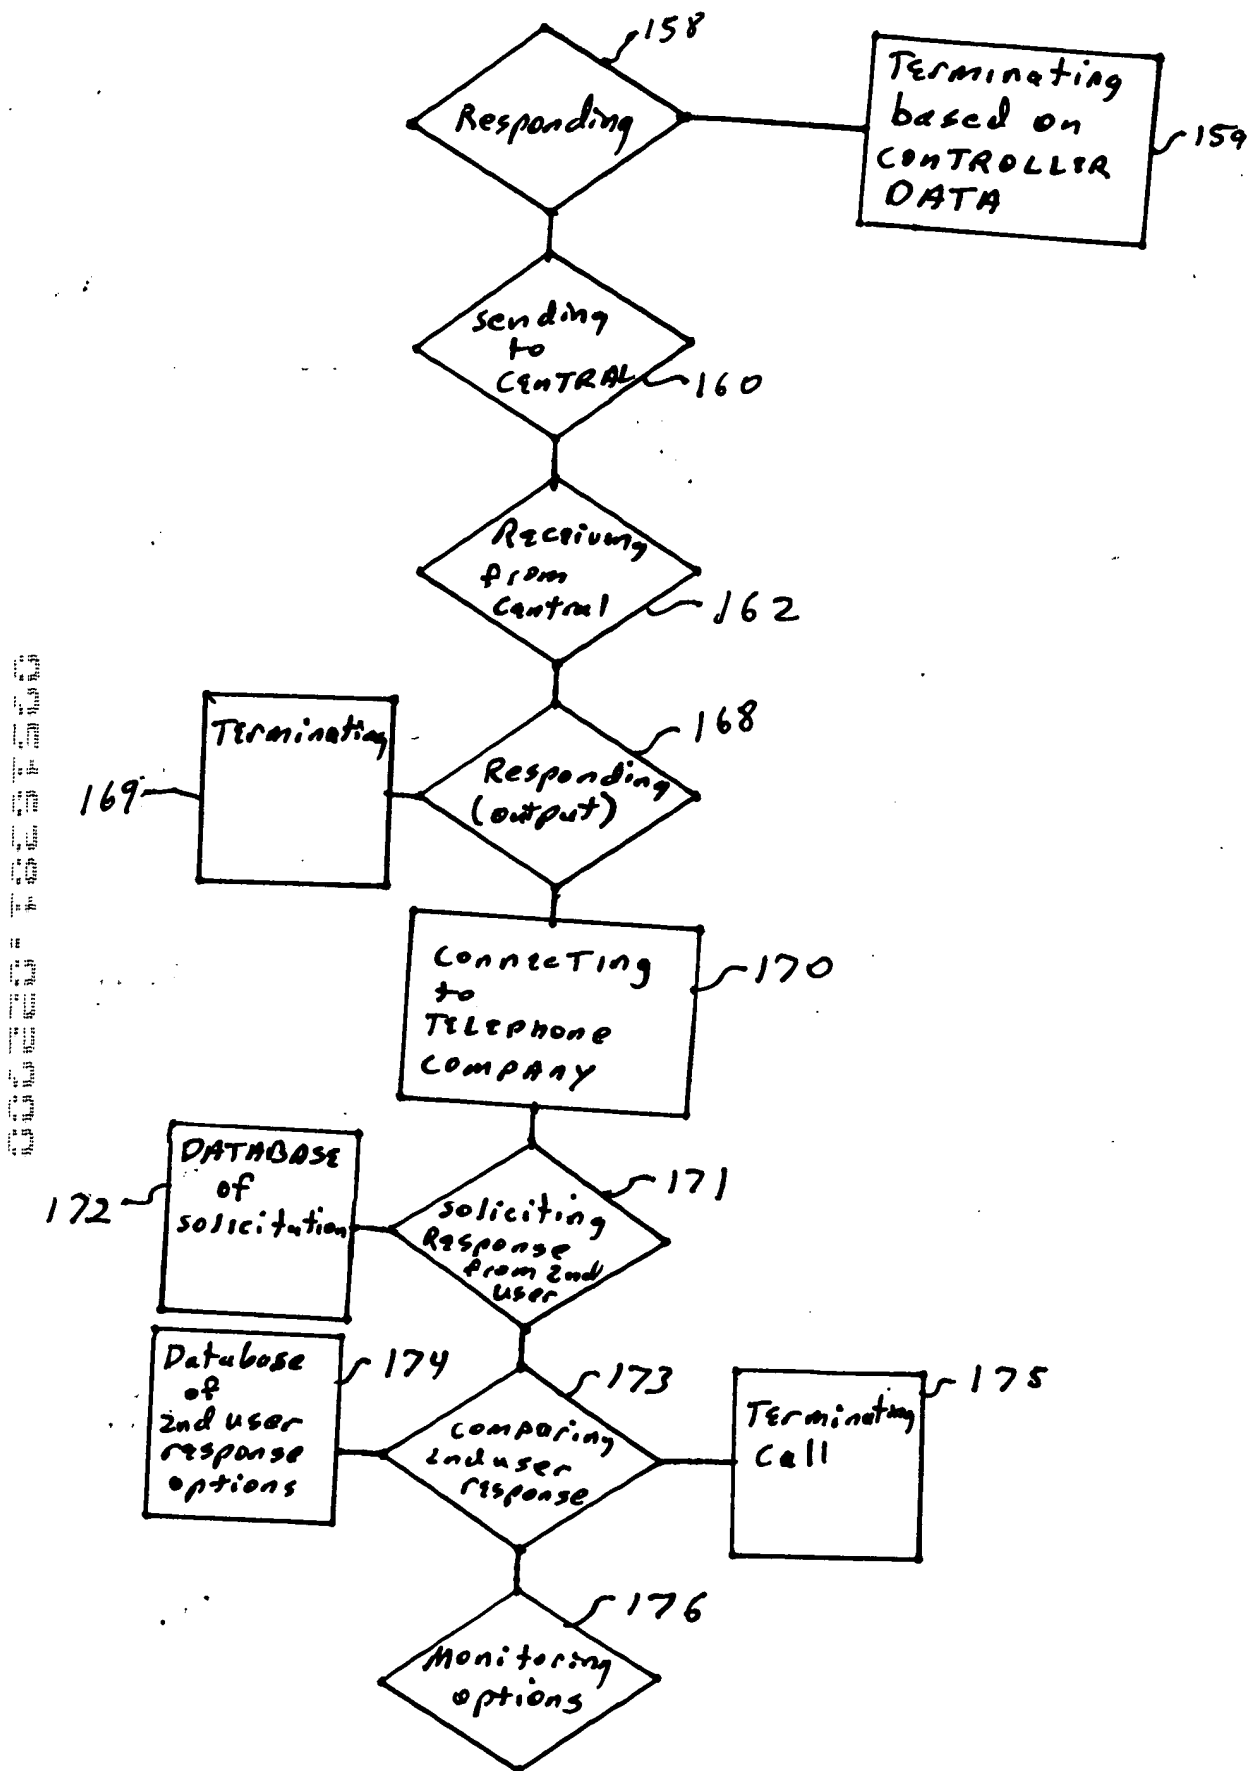 158
Responding
Terminating
based on
CONTROLLER
DATA
159
sending
to
CENTRAL
160
Receiving
from
Central
162
168
Responding
(output)
Terminating
169
Connecting
to
TELEPHONE
COMPANY
170
DATABASE
of
solicitation
172
171
soliciting
Response
from 2nd
user
Database
of
2nd user
response
options
174
173
comparing
2nd user
response
175
Terminating
Call
176
Monitoring
options